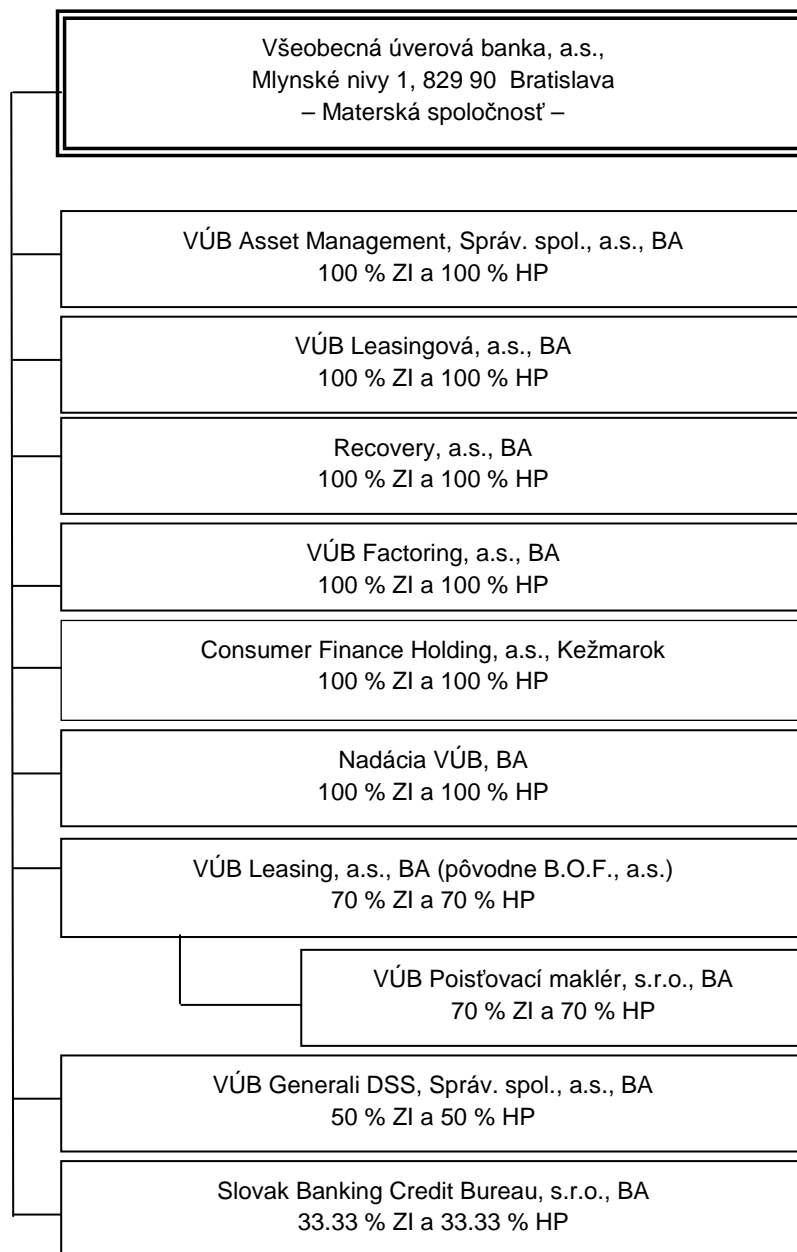 Všeobecná úverová banka, a.s.,
Mlynské nivy 1, 829 90  Bratislava
– Materská spoločnosť –
VÚB Asset Management, Správ. spol., a.s., BA
100 % ZI a 100 % HP
VÚB Leasingová, a.s., BA
100 % ZI a 100 % HP
Recovery, a.s., BA
100 % ZI a 100 % HP
VÚB Factoring, a.s., BA
100 % ZI a 100 % HP
Consumer Finance Holding, a.s., Kežmarok
100 % ZI a 100 % HP
Nadácia VÚB, BA
100 % ZI a 100 % HP
VÚB Leasing, a.s., BA (pôvodne B.O.F., a.s.)
70 % ZI a 70 % HP
VÚB Poisťovací maklér, s.r.o., BA
70 % ZI a 70 % HP
VÚB Generali DSS, Správ. spol., a.s., BA
50 % ZI a 50 % HP
Slovak Banking Credit Bureau, s.r.o., BA
33.33 % ZI a 33.33 % HP